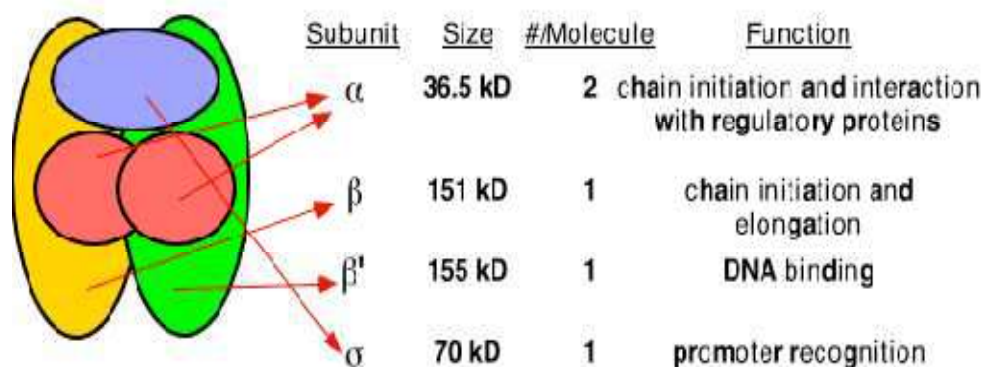 Subunit Size #/Molecule Function
α 36.5 kD 2 chain initiation and interaction
with regulatory proteins
β 151 kD 1 chain initiation and
elongation
β' 155 kD 1 DNA binding
σ 70 kD 1 promoter recognition